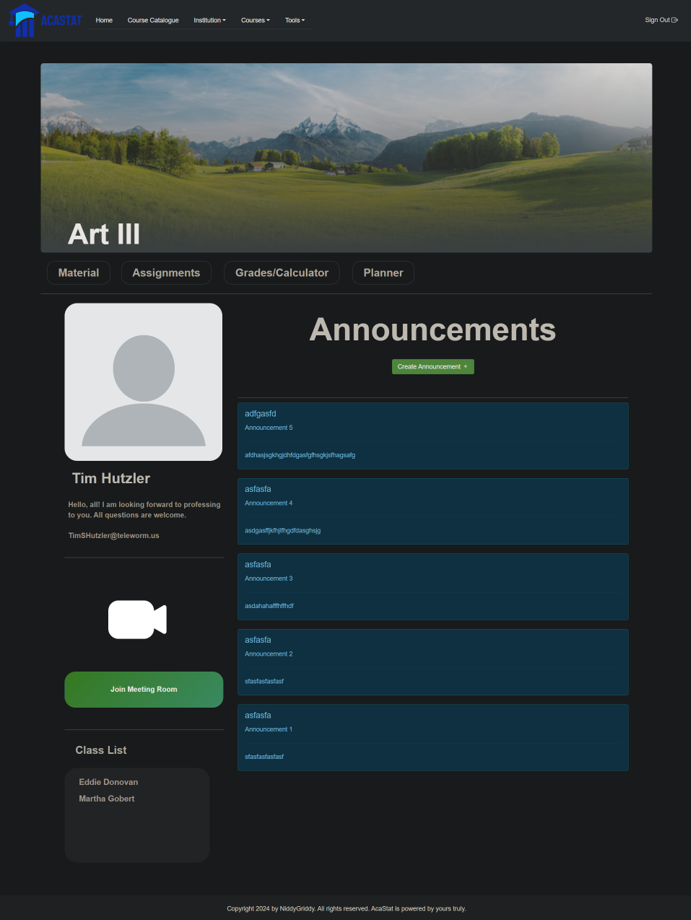 ACASTAT
Home Course Catalogue Institution Courses Tools
Sign Out
Art III
Material Assignments Grades/Calculator Planner
Tim Hutzler
Hello, all! I am looking forward to professing
to you. All questions are welcome.
TimSHutzler@teleworm.us
Join Meeting Room
Class List
Eddie Donovan
Martha Gobert
Announcements
Create Announcement +
adfgasfd
Announcement 5
afdhasjsgkhgjdhfdgasfgfhsgkjsfhagsafg
asfasfa
Announcement 4
asdgasffjkfhjlfhgdfdasghsjg
asfasfa
Announcement 3
asdahahafffhffhdf
asfasfa
Announcement 2
sfasfasfasfasf
asfasfa
Announcement 1
sfasfasfasfasf
Copyright 2024 by NiddyGriddy. All rights reserved. AcaStat is powered by yours truly.